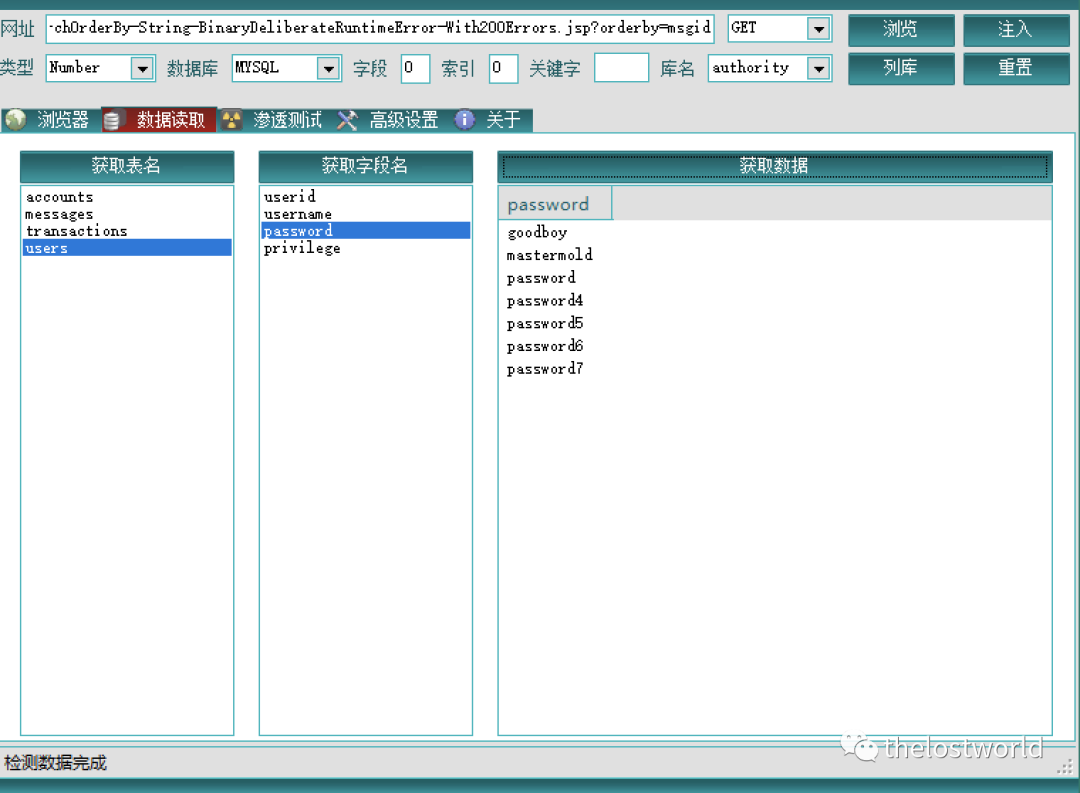 网址 -chOrderBy-String-BinaryDeliberateRuntimeError-With200Errors.jsp?orderby=msgid GET 浏览 注入
类型 Number 数据库 MYSQL 字段 0 索引 0 关键字 库名 authority 列库 重置
浏览器 数据读取 渗透测试 高级设置 关于
获取表名 获取字段名 获取数据
accounts
messages
transactions
users
userid
username
password
privilege
password
goodboy
mastermold
password
password4
password5
password6
password7
thelostworld
检测数据完成